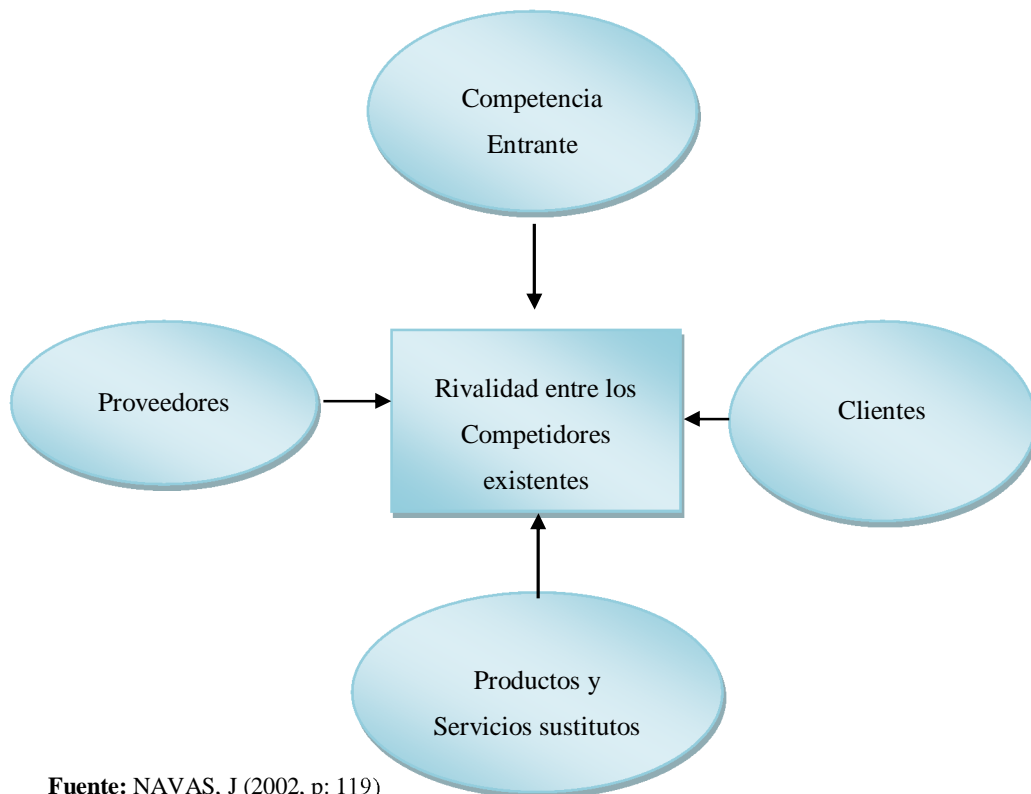 Competencia
Entrante
Proveedores
Rivalidad entre los
Competidores
existentes
Clientes
Productos y
Servicios sustitutos
Fuente: NAVAS, J (2002, p: 119)